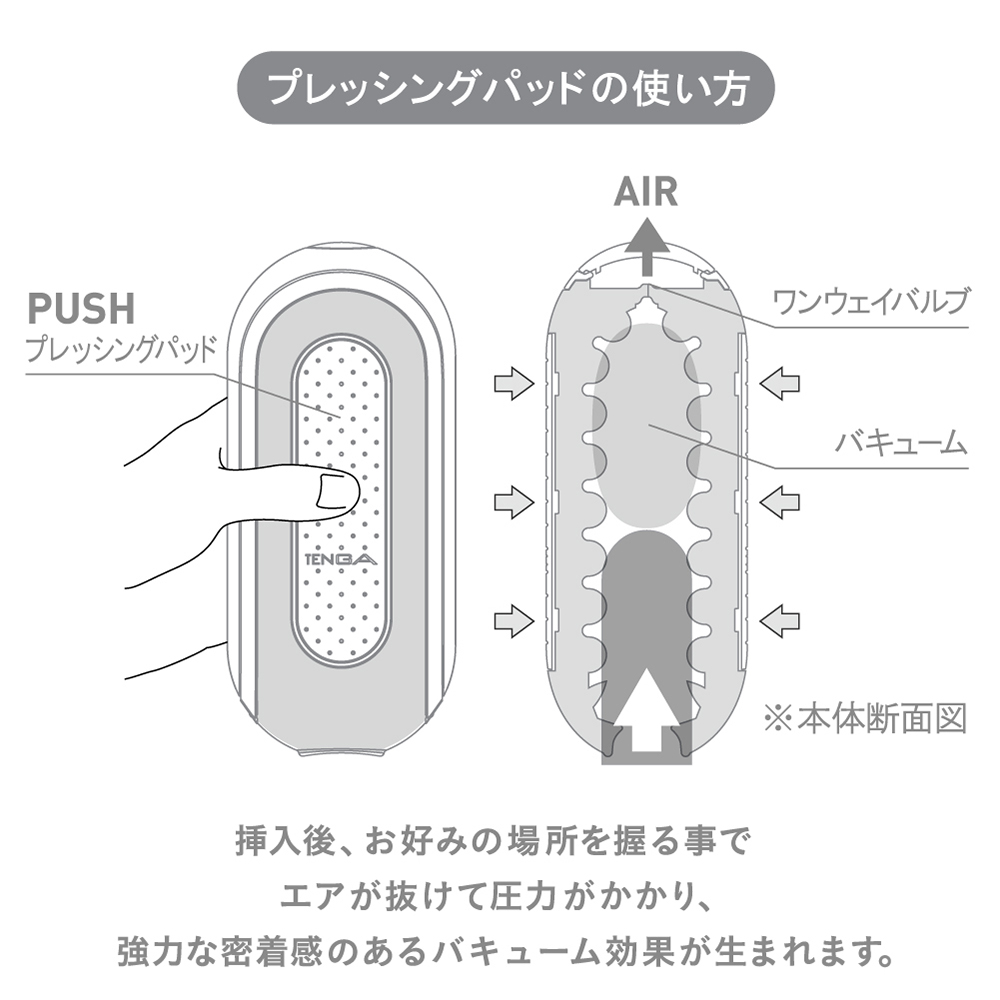 プレッシングパッドの使い方
AIR
PUSH
プレッシングパッド
ワンウェイバルブ
バキューム
TENGA
※本体断面図
挿入後、お好みの場所を握る事で
エアが抜けて圧力がかかり、
強力な密着感のあるバキューム効果が生まれます。